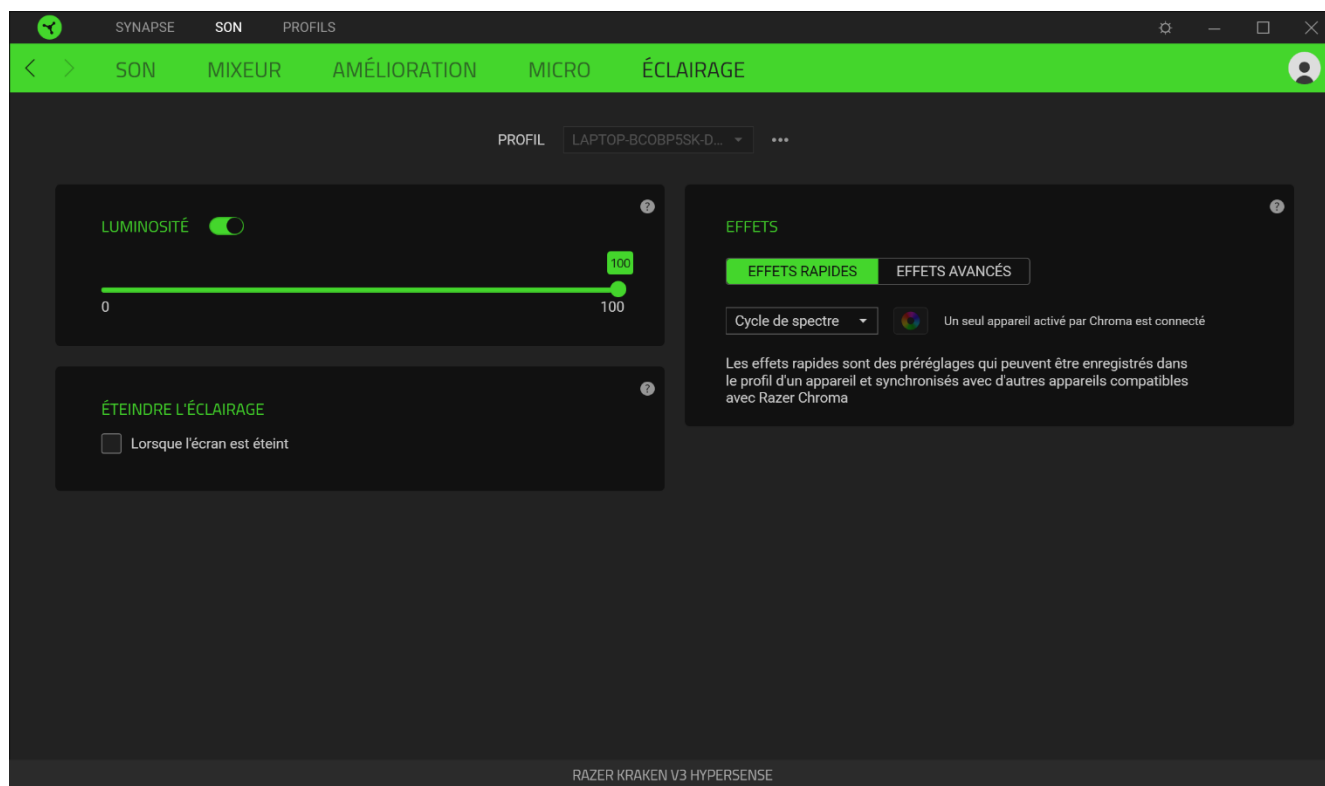 SYNAPSE SON PROFILS
SON MIXEUR AMÉLIORATION MICRO ÉCLAIRAGE
PROFIL LAPTOP-BCOBP5SK-D... •••
LUMINOSITÉ
100
0 100
ÉTEINDRE L'ÉCLAIRAGE
Lorsque l'écran est éteint
EFFETS
EFFETS RAPIDES EFFETS AVANCÉS
Cycle de spectre Un seul appareil activé par Chroma est connecté
Les effets rapides sont des préréglages qui peuvent être enregistrés dans
le profil d'un appareil et synchronisés avec d'autres appareils compatibles
avec Razer Chroma
RAZER KRAKEN V3 HYPERSENSE